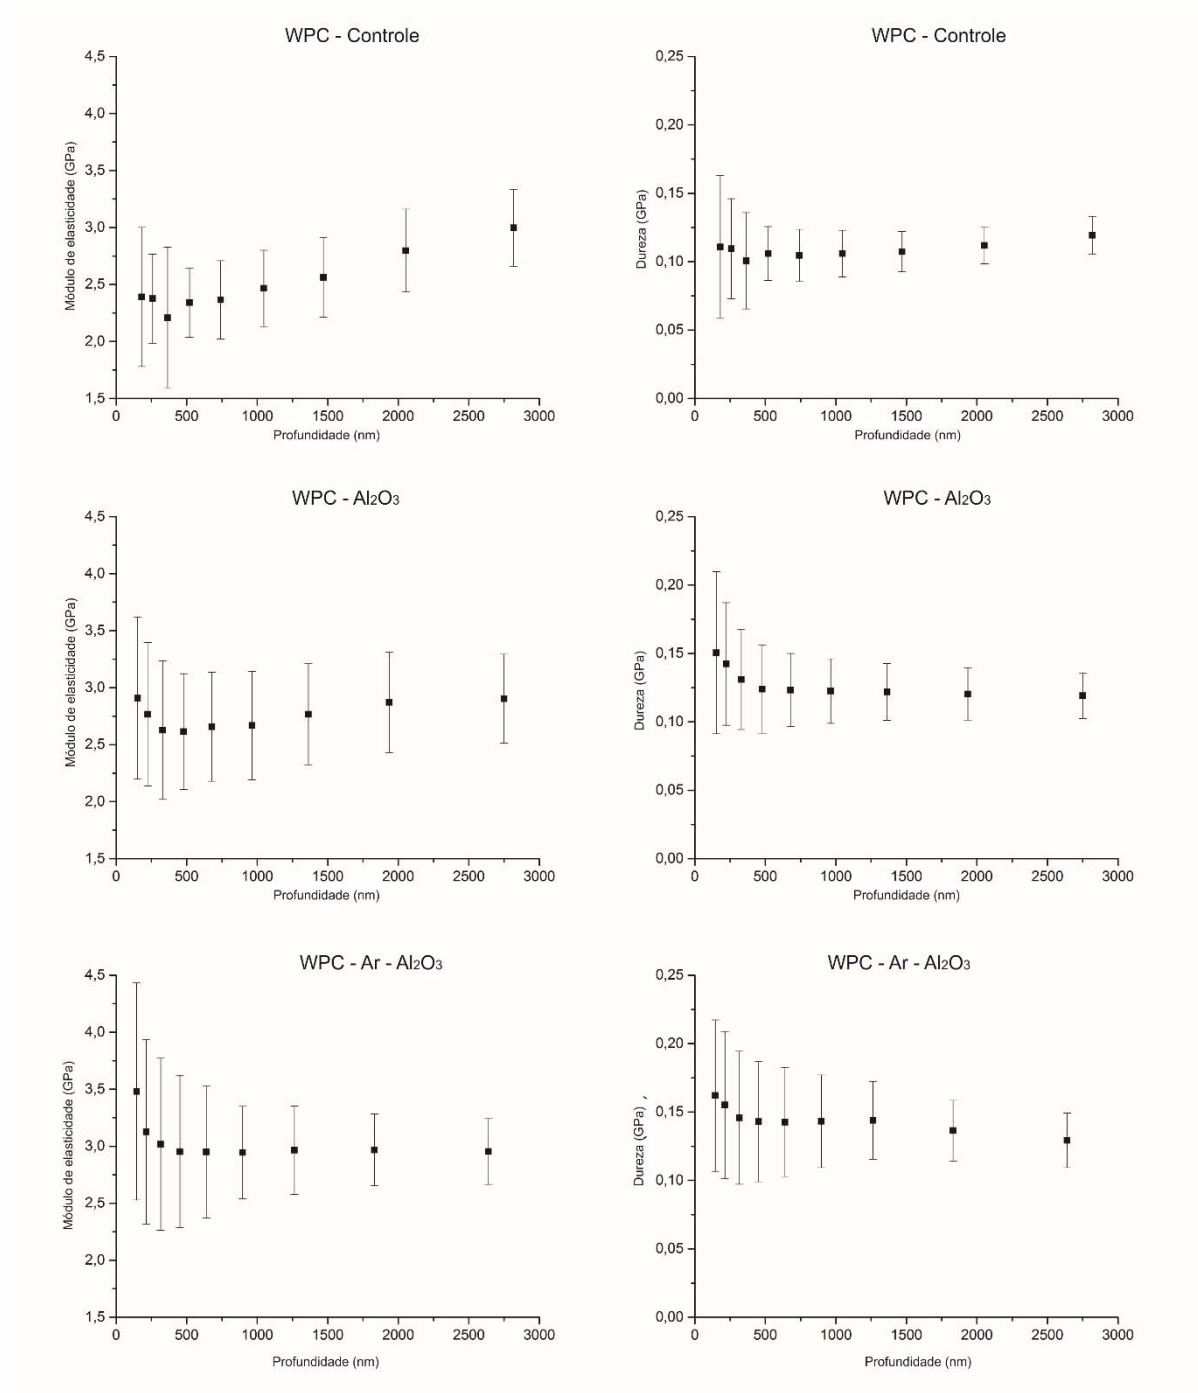 WPC - Controle
4,5
4,0
3,5
3,0
2,5
2,0
1,5
Módulo de elasticidade (GPa)
0 500 1000 1500 2000 2500 3000
Profundidade (nm)
WPC - Controle
0,25
0,20
0,15
0,10
0,05
0,00
Dureza (GPa)
0 500 1000 1500 2000 2500 3000
Profundidade (nm)
WPC - Al₂O₃
4,5
4,0
3,5
3,0
2,5
2,0
1,5
Módulo de elasticidade (GPa)
0 500 1000 1500 2000 2500 3000
Profundidade (nm)
WPC - Al₂O₃
0,25
0,20
0,15
0,10
0,05
0,00
Dureza (GPa)
0 500 1000 1500 2000 2500 3000
Profundidade (nm)
WPC - Ar - Al₂O₃
4,5
4,0
3,5
3,0
2,5
2,0
1,5
Módulo de elasticidade (GPa)
0 500 1000 1500 2000 2500 3000
Profundidade (nm)
WPC - Ar - Al₂O₃
0,25
0,20
0,15
0,10
0,05
0,00
Dureza (GPa) ,
0 500 1000 1500 2000 2500 3000
Profundidade (nm)